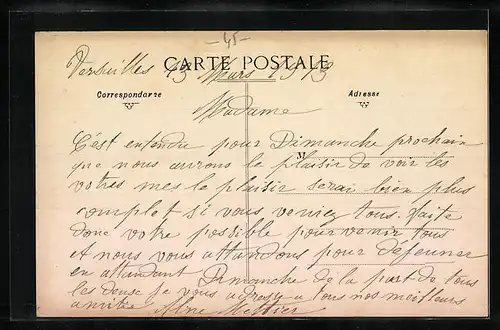 -45-
CARTE POSTALE
Versailles 13 Mars 1913
Correspondance
Adresse
Madame
C'est entendu pour Dimanche prochain
M
que nous aurons le plaisir de voir les
votres mes le plaisir serai bien plus
complet si vous veniez tous. faite
donc votre possible pour venir tous
et nous vous attendons pour déjeuner
en attendant Dimanche de la part de tous
les deux je vous adresse a tous nos meilleurs
amitiés